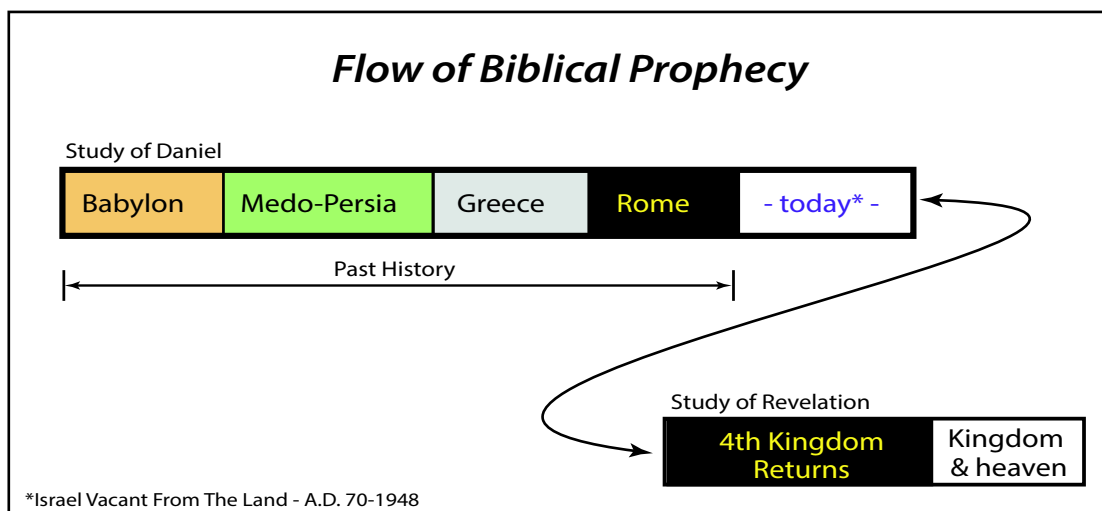 Flow of Biblical Prophecy
Study of Daniel
Babylon
Medo-Persia
Greece
Rome
- today* -
Past History
Study of Revelation
4th Kingdom
Returns
Kingdom
& heaven
*Israel Vacant From The Land - A.D. 70-1948